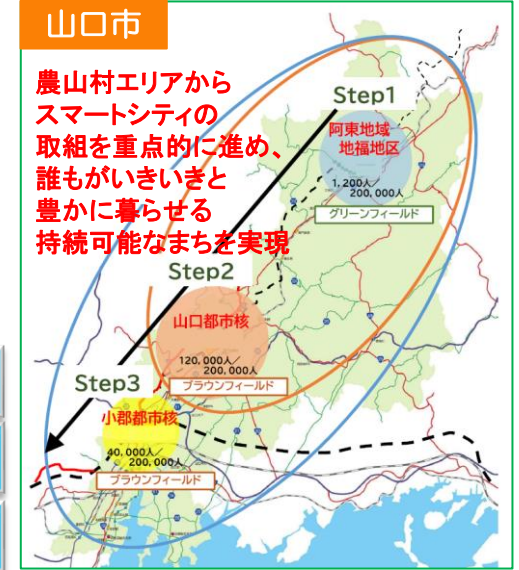 山口市
農山村エリアから
スマートシティの
取組を重点的に進め、
誰もがいきいきと
豊かに暮らせる
持続可能なまちを実現
Step1
阿東地域
地福地区
1,200人／
200,000人
グリーンフィールド
Step2
山口都市核
120,000人／
200,000人
ブラウンフィールド
Step3
小郡都市核
40,000人／
200,000人
ブラウンフィールド